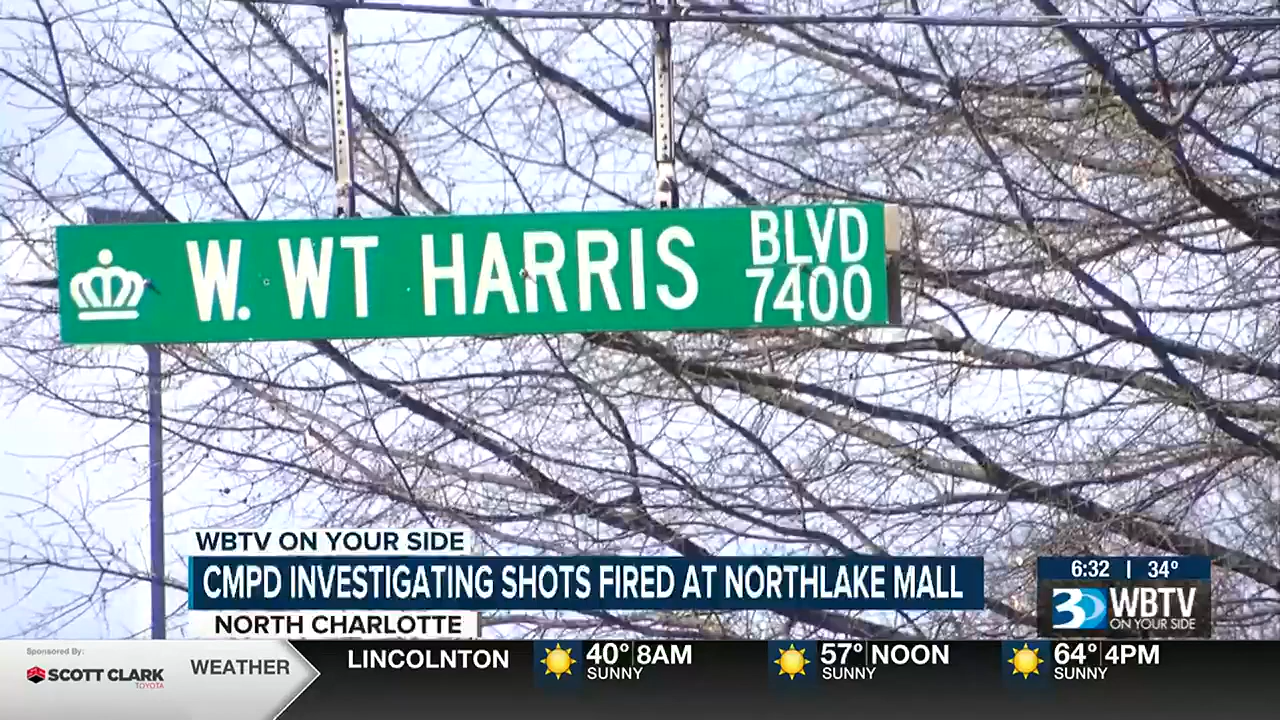 W. WT HARRIS BLVD
7400
WBTV ON YOUR SIDE
CMPD INVESTIGATING SHOTS FIRED AT NORTHLAKE MALL
NORTH CHARLOTTE
6:32 | 34°
3 WBTV
ON YOUR SIDE
Sponsored By:
SCOTT CLARK
TOYOTA
WEATHER
LINCOLNTON
40° 8AM
SUNNY
57° NOON
SUNNY
64° 4PM
SUNNY